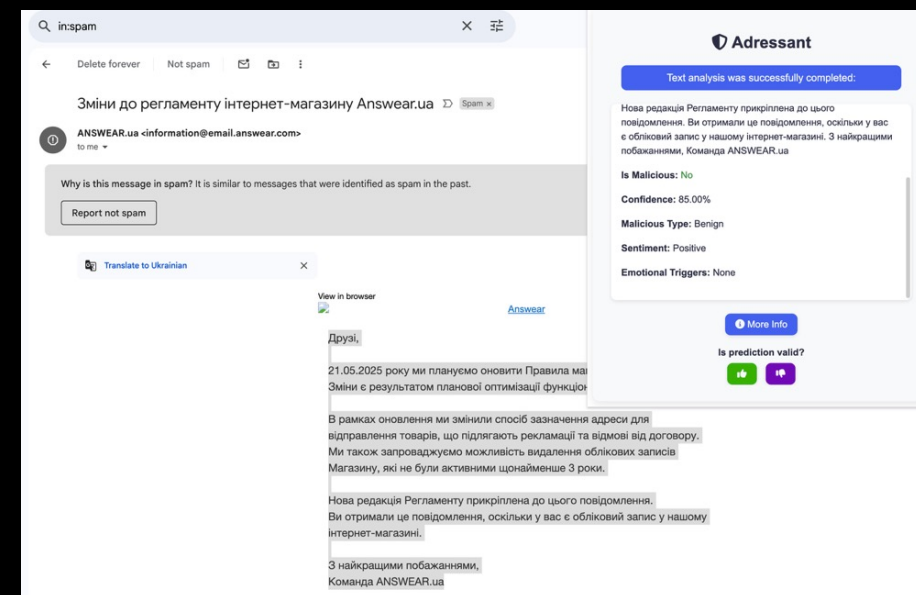 in:spam
Delete forever
Not spam
Зміни до регламенту інтернет-магазину Answear.ua
Spam ×
ANSWEAR.ua <information@email.answear.com>
to me
Why is this message in spam? It is similar to messages that were identified as spam in the past.
Report not spam
Translate to Ukrainian
View in browser
Answear
Друзі,
21.05.2025 року ми плануємо оновити Правила
Зміни є результатом планової оптимізації
В рамках оновлення ми змінили спосіб зазначення адреси для
відправлення товарів, що підлягають рекламації та відмові від договору.
Ми також запроваджуємо можливість видалення облікових записів
Магазину, які не були активними щонайменше 3 роки.
Нова редакція Регламенту прикріплена до цього повідомлення.
Ви отримали це повідомлення, оскільки у вас є обліковий запис у нашому
інтернет-магазині.
З найкращими побажаннями,
Команда ANSWEAR.ua
Adressant
Text analysis was successfully completed:
Нова редакція Регламенту прикріплена до цього
повідомлення. Ви отримали це повідомлення, оскільки у вас
є обліковий запис у нашому інтернет-магазині. З найкращими
побажаннями, Команда ANSWEAR.ua
Is Malicious: No
Confidence: 85.00%
Malicious Type: Benign
Sentiment: Positive
Emotional Triggers: None
More Info
Is prediction valid?